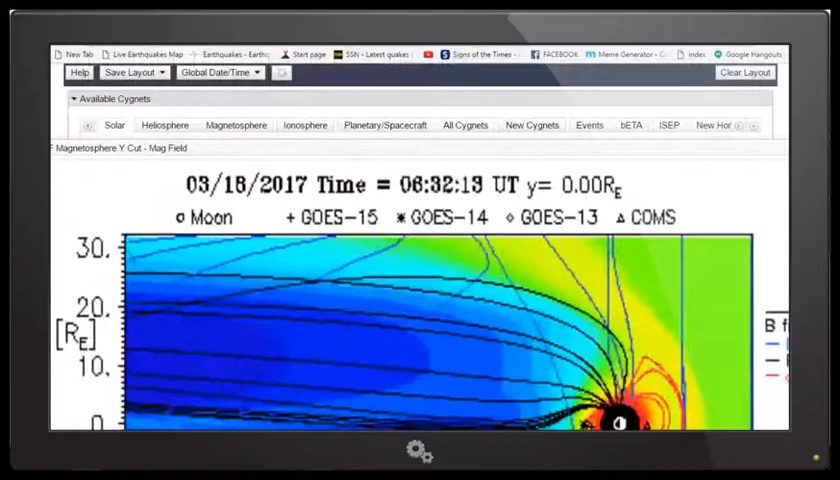 New Tab Live Earthquakes Map Earthquakes - Earthq Start page SSN - Latest quakes Signs of the Times - FACEBOOK Meme Generator - C index Google Hangouts
Help Save Layout Global Date/Time Clear Layout
Available Cygnets
Solar Heliosphere Magnetosphere Ionosphere Planetary/Spacecraft All Cygnets New Cygnets Events bETA ISEP New Hor
Magnetosphere Y Cut - Mag Field
03/18/2017 Time = 06:32:13 UT y= 0.00RE
Moon GOES-15 GOES-14 GOES-13 COMS
30.
20.
[RE]
10.
0
B f